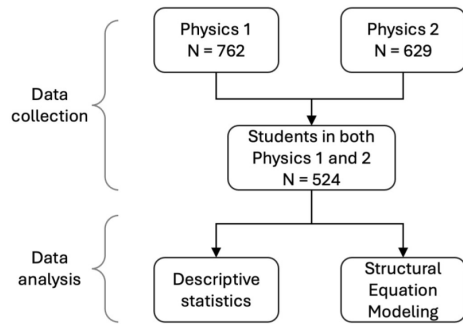 Physics 1
N = 762
Physics 2
N = 629
Data
collection
Students in both
Physics 1 and 2
N = 524
Data
analysis
Descriptive
statistics
Structural
Equation
Modeling